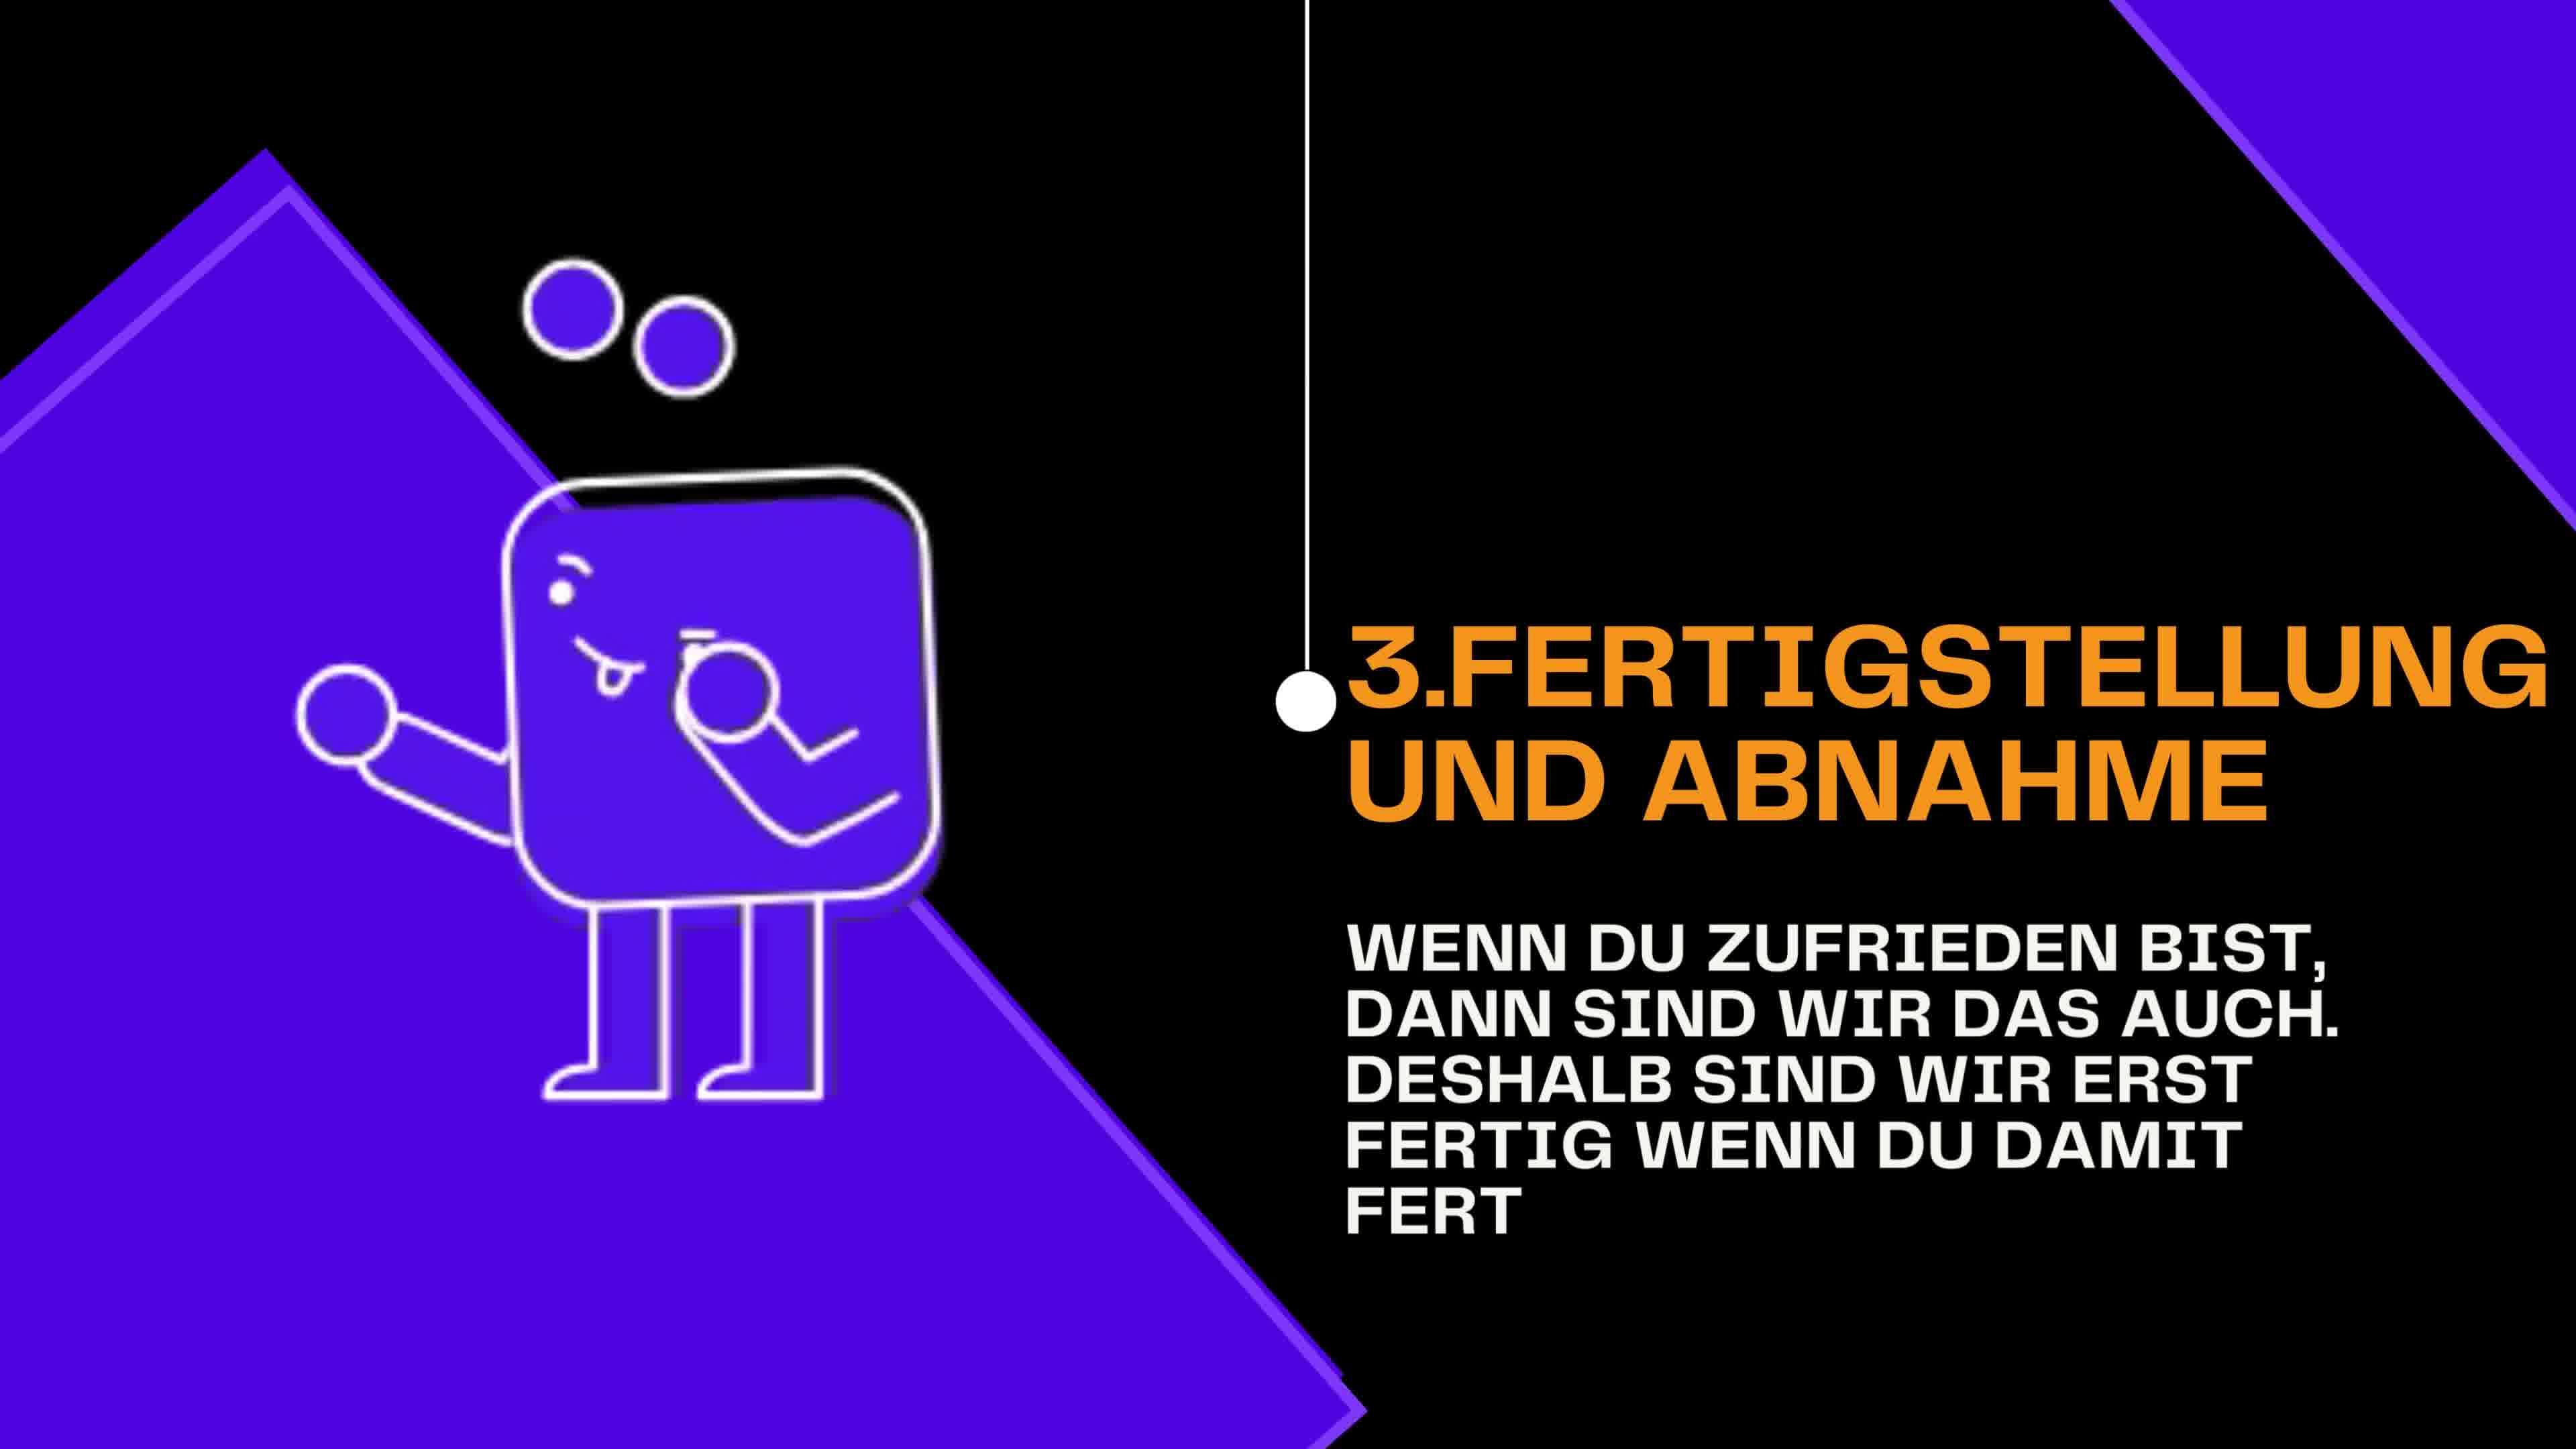 3.FERTIGSTELLUNG
UND ABNAHME
WENN DU ZUFRIEDEN BIST,
DANN SIND WIR DAS AUCH.
DESHALB SIND WIR ERST
FERTIG WENN DU DAMIT
FERT